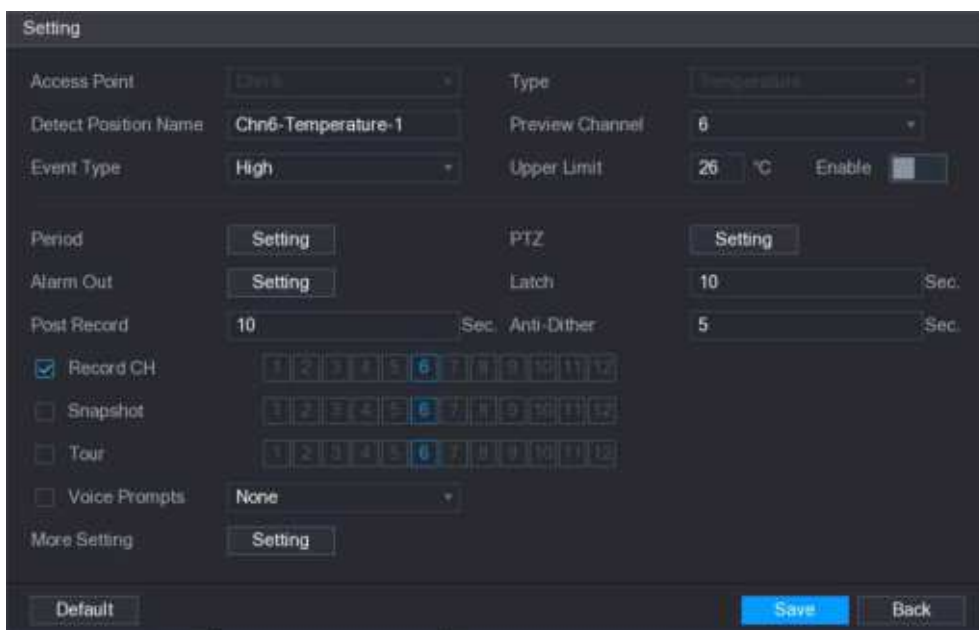 Setting
Access Point Chn6 Type Temperature
Detect Position Name Chn6-Temperature-1 Preview Channel 6
Event Type High Upper Limit 26 °C Enable
Period Setting PTZ Setting
Alarm Out Setting Latch 10 Sec.
Post Record 10 Sec. Anti-Dither 5 Sec.
Record CH 1 2 3 4 5 6 7 8 9 10 11 12
Snapshot 1 2 3 4 5 6 7 8 9 10 11 12
Tour 1 2 3 4 5 6 7 8 9 10 11 12
Voice Prompts None
More Setting Setting
Default Save Back